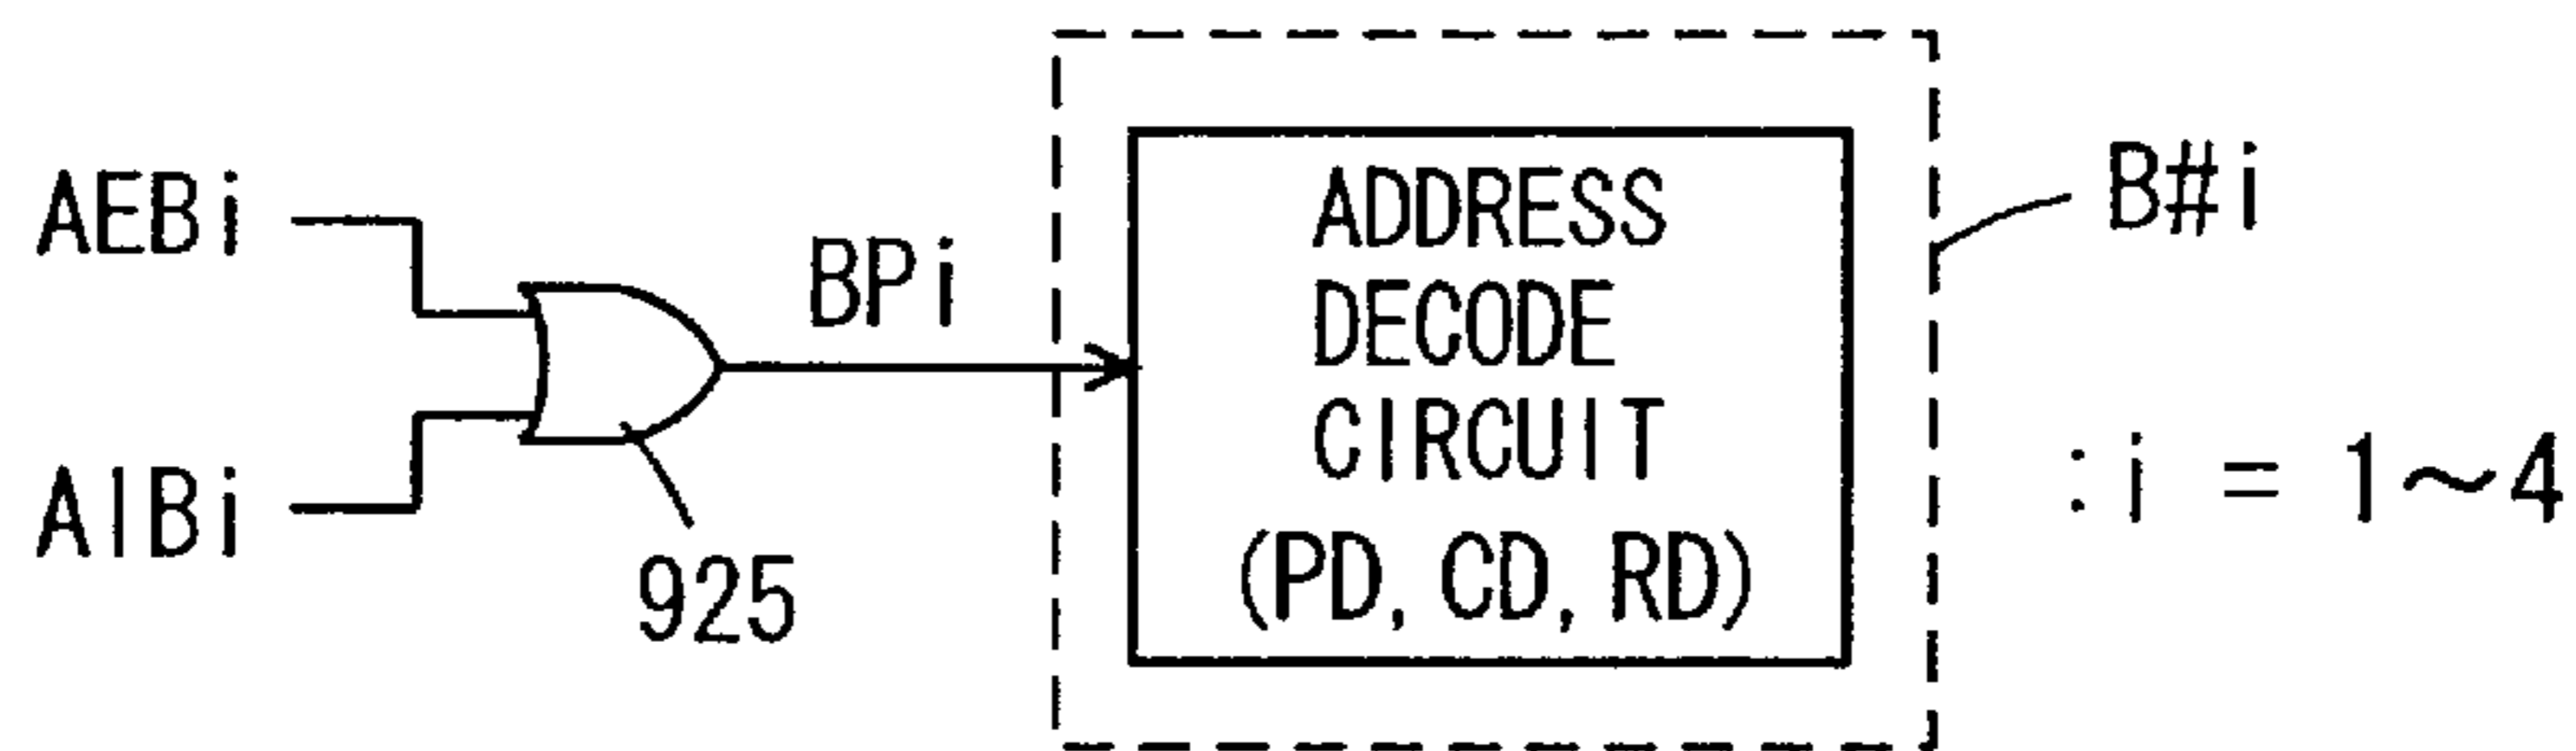 AEBi
AIBi
925
BPi
ADDRESS
DECODE
CIRCUIT
(PD, CD, RD)
B#i
:i = 1~4